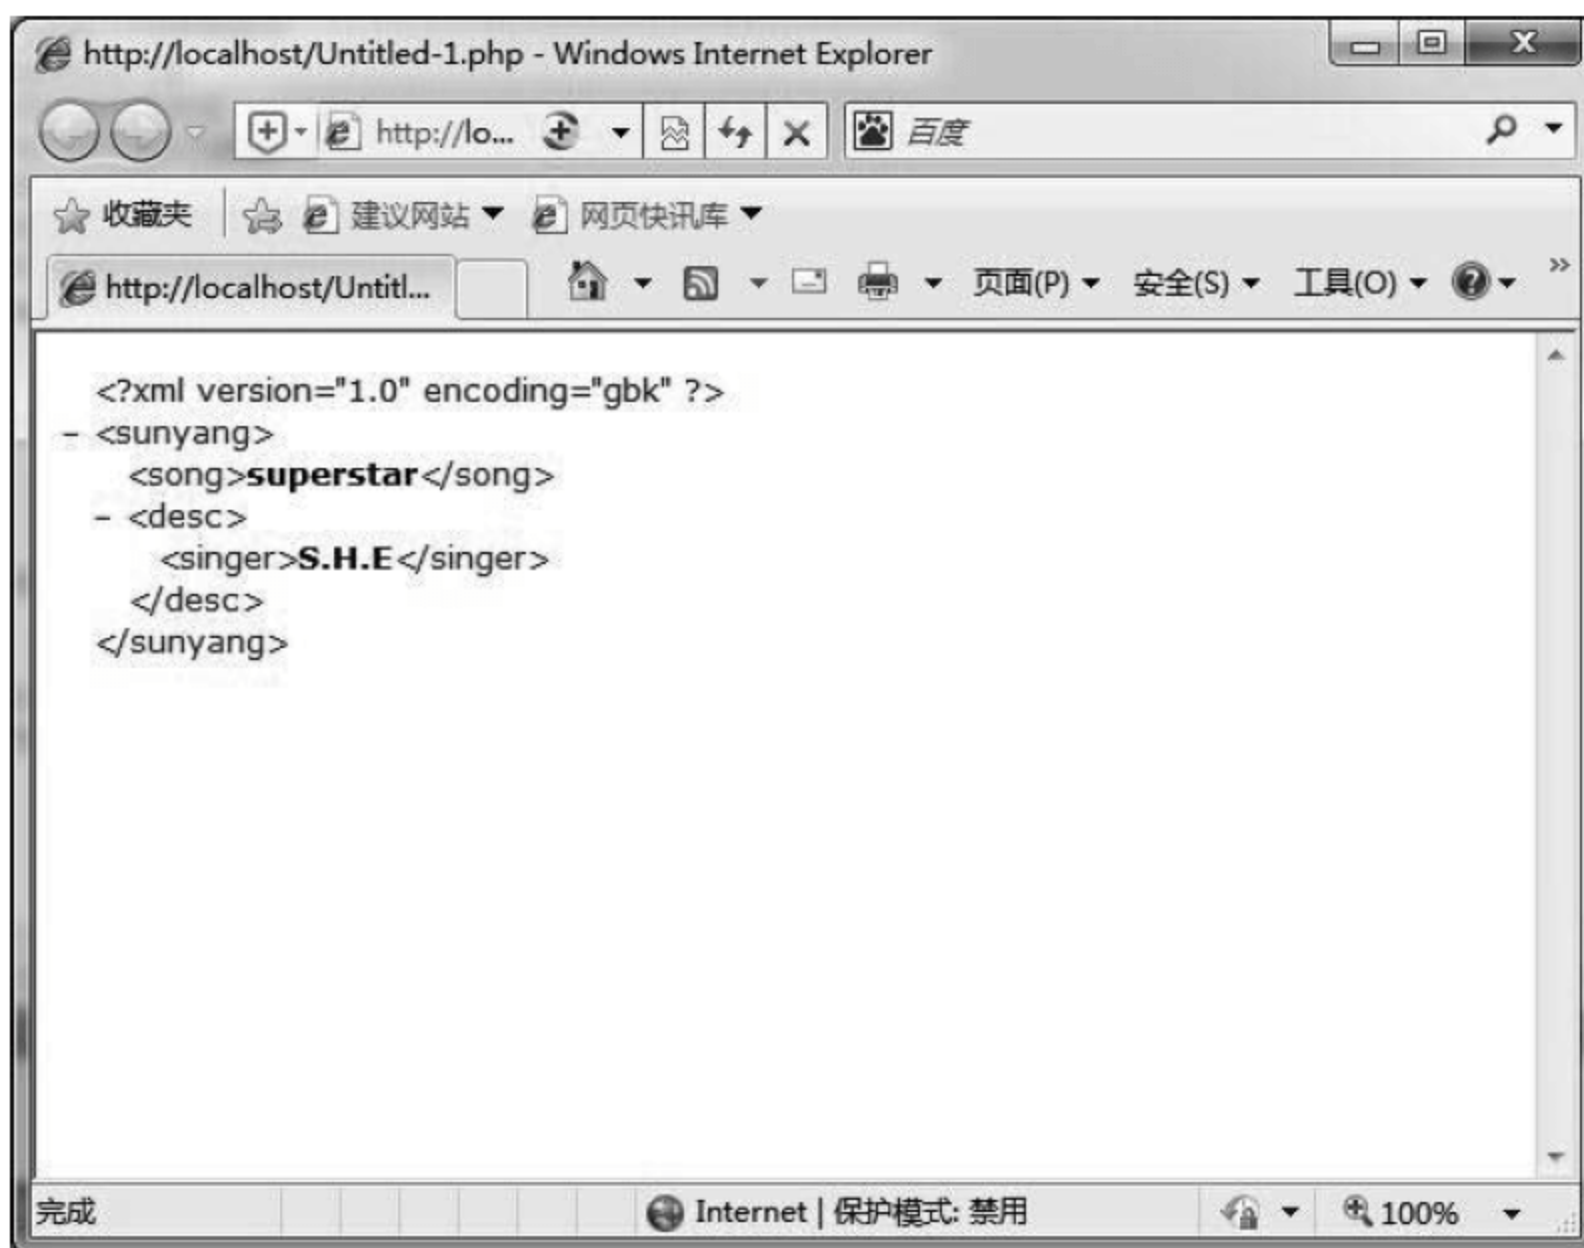 http://localhost/Untitled-1.php - Windows Internet Explorer
http://lo... 百度
收藏夹 建议网站 网页快讯库
http://localhost/Untitl... 页面(P) 安全(S) 工具(O) »
<?xml version="1.0" encoding="gbk" ?>
- <sunyang>
<song>superstar</song>
- <desc>
<singer>S.H.E</singer>
</desc>
</sunyang>
完成 Internet | 保护模式: 禁用 100%